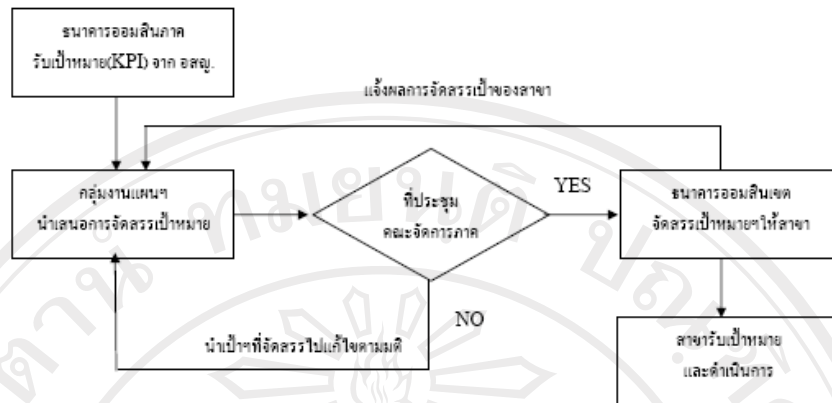 ธนาคารออมสินภาค
รับเป้าหมาย(KPI) จาก อสญ.
แจ้งผลการจัดสรรเป้าของสาขา
กลุ่มงานแผนฯ
นำเสนอการจัดสรรเป้าหมาย
ที่ประชุม
คณะจัดการภาค
YES
ธนาคารออมสินเขต
จัดสรรเป้าหมายฯให้สาขา
NO
นำเป้าฯที่จัดสรรไปแก้ไขตามมติ
สาขารับเป้าหมาย
และดำเนินการ